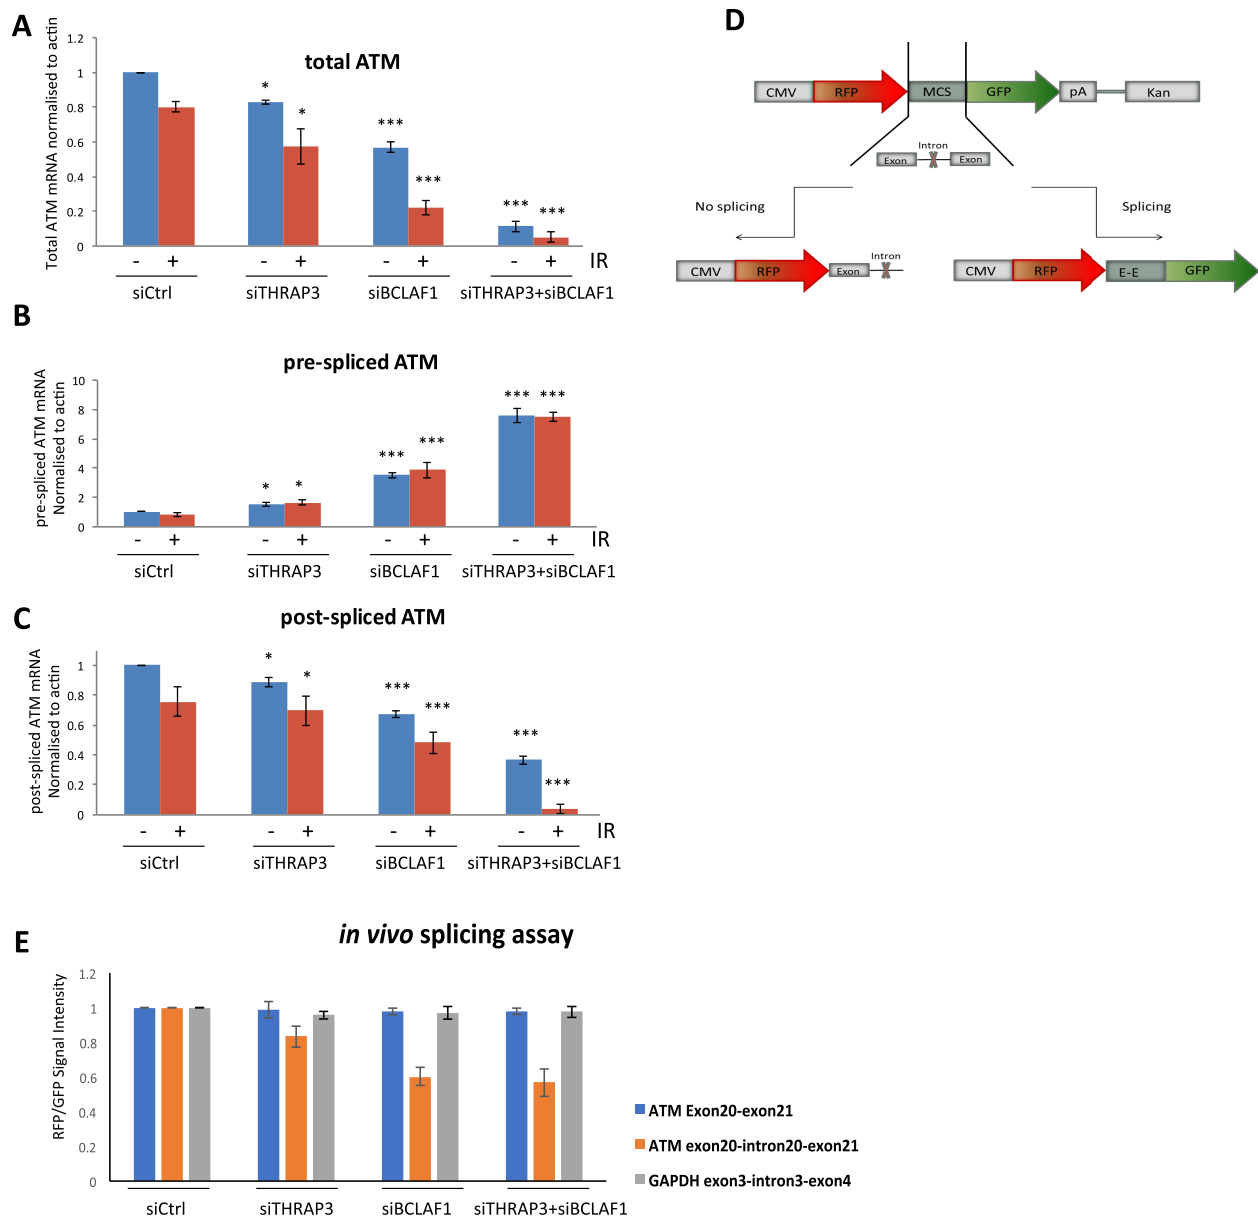 A
Total ATM mRNA normalised to actin
total ATM
1.2
1
0.8
0.6
0.4
0.2
0
*
*
***
***
***
***
- + - + - + - + IR
siCtrl siTHRAP3 siBCLAF1 siTHRAP3+siBCLAF1
B
pre-spliced ATM
pre-spliced ATM mRNA
Normalised to actin
10
8
6
4
2
0
*
*
***
***
***
***
- + - + - + - + IR
siCtrl siTHRAP3 siBCLAF1 siTHRAP3+siBCLAF1
C
post-spliced ATM
post-spliced ATM mRNA
Normalised to actin
1
0.8
0.6
0.4
0.2
0
*
*
***
***
***
***
- + - + - + - + IR
siCtrl siTHRAP3 siBCLAF1 siTHRAP3+siBCLAF1
D
CMV RFP MCS GFP pA Kan
Intron
Exon Exon
No splicing Splicing
Intron
CMV RFP Exon
CMV RFP E-E GFP
E
in vivo splicing assay
RFP/GFP Signal Intensity
1.2
1
0.8
0.6
0.4
0.2
0
siCtrl siTHRAP3 siBCLAF1 siTHRAP3+siBCLAF1
ATM Exon20-exon21
ATM exon20-intron20-exon21
GAPDH exon3-intron3-exon4